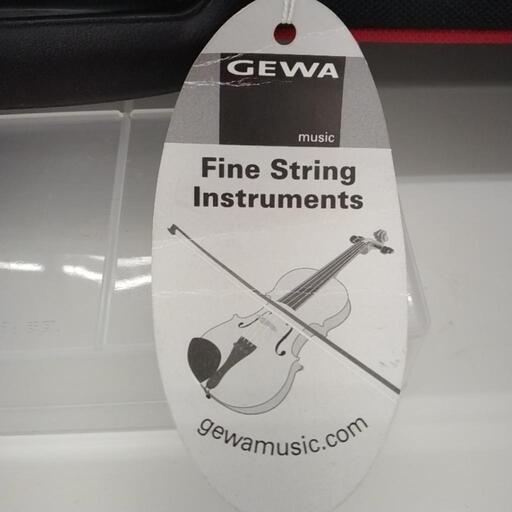 GEWA
music
Fine String
Instruments
gewamusic.com